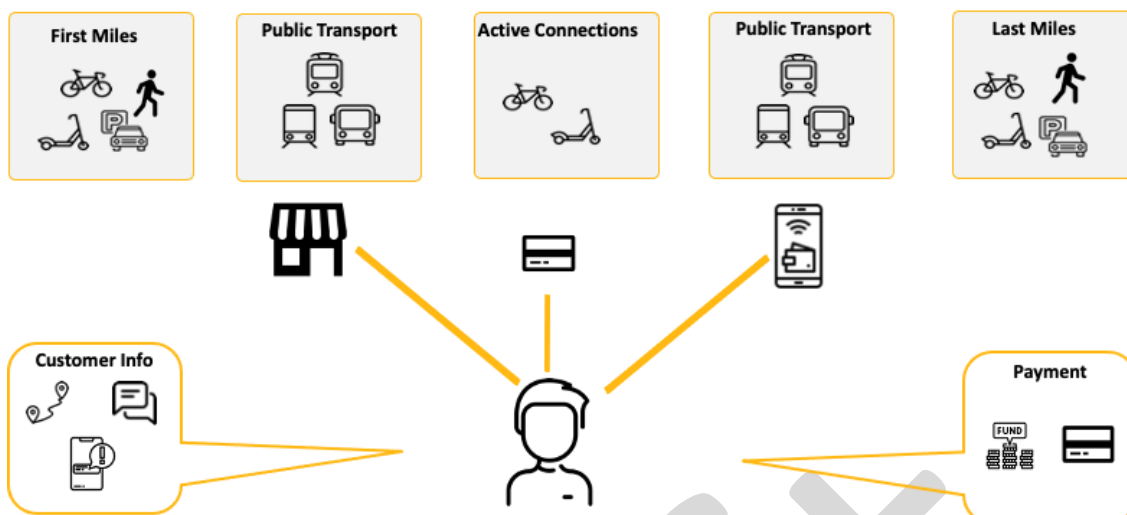 First Miles
Public Transport
Active Connections
Public Transport
Last Miles
P
P
Customer Info
!
Payment
FUND